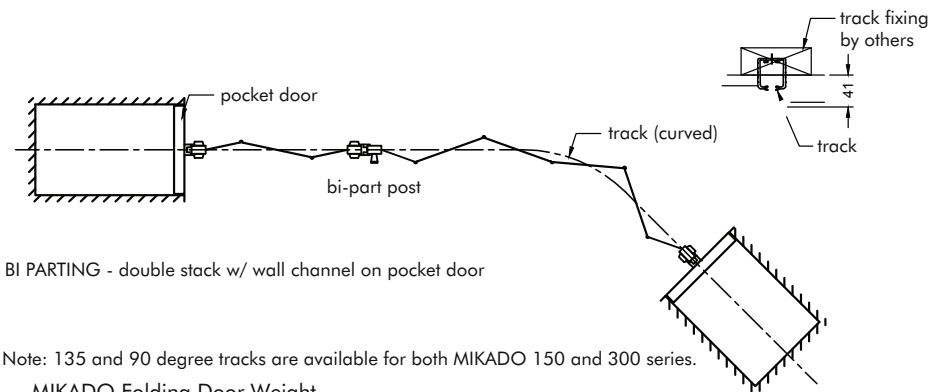 track fixing
by others
pocket door
41
track (curved)
track
bi-part post
BI PARTING - double stack w/ wall channel on pocket door
Note: 135 and 90 degree tracks are available for both MIKADO 150 and 300 series.
MIKADO Folding Door Weight